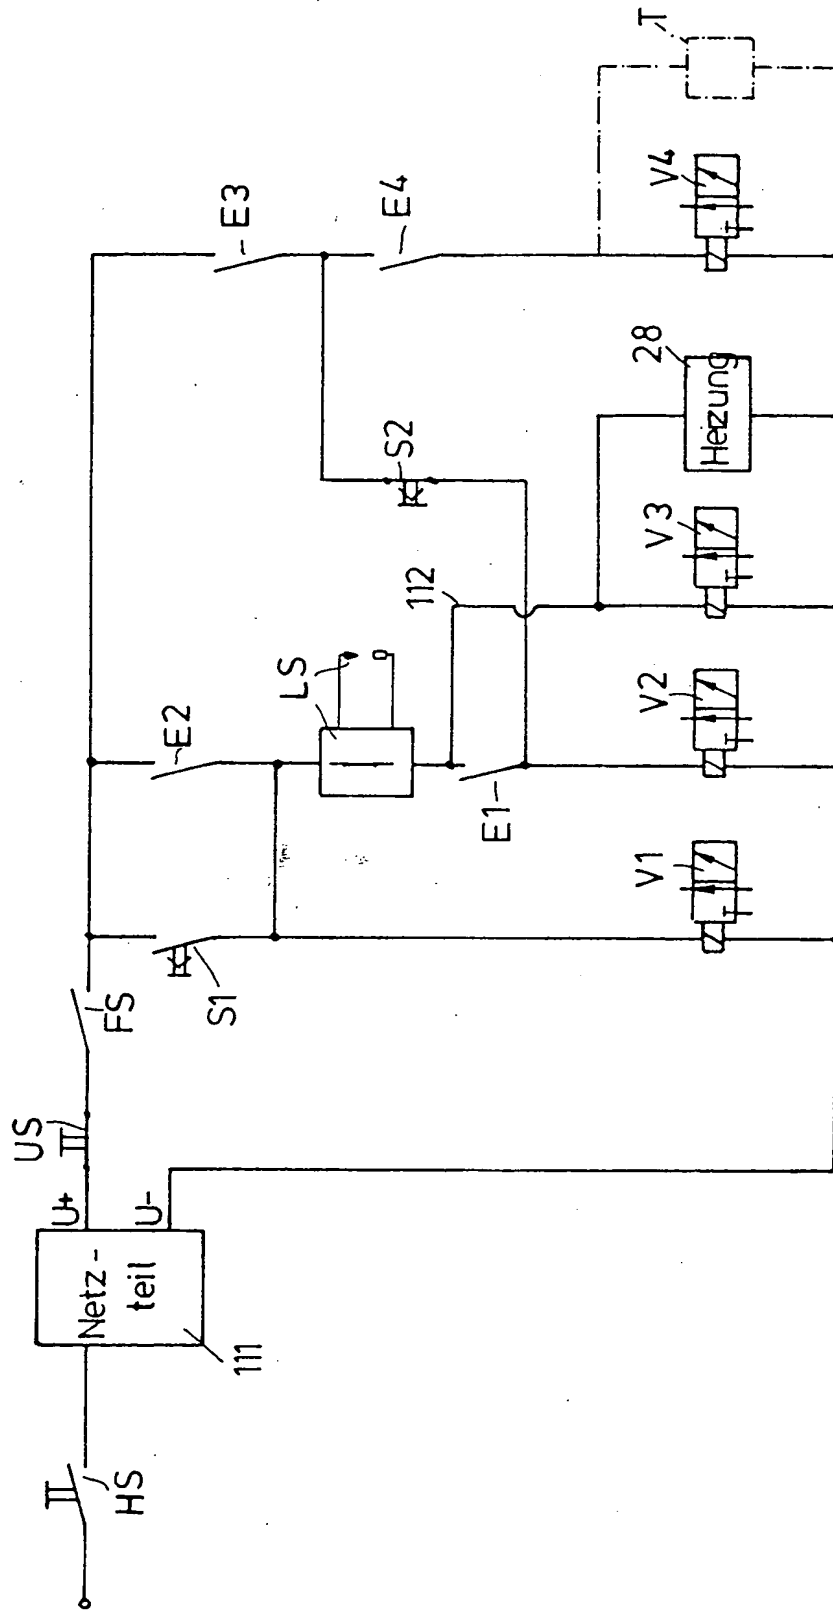 HS
Netz-
teil
111
U+
U-
US
FS
S1
E2
E3
E4
LS
E1
112
S2
V1
V2
V3
28
Heizung
V4
T